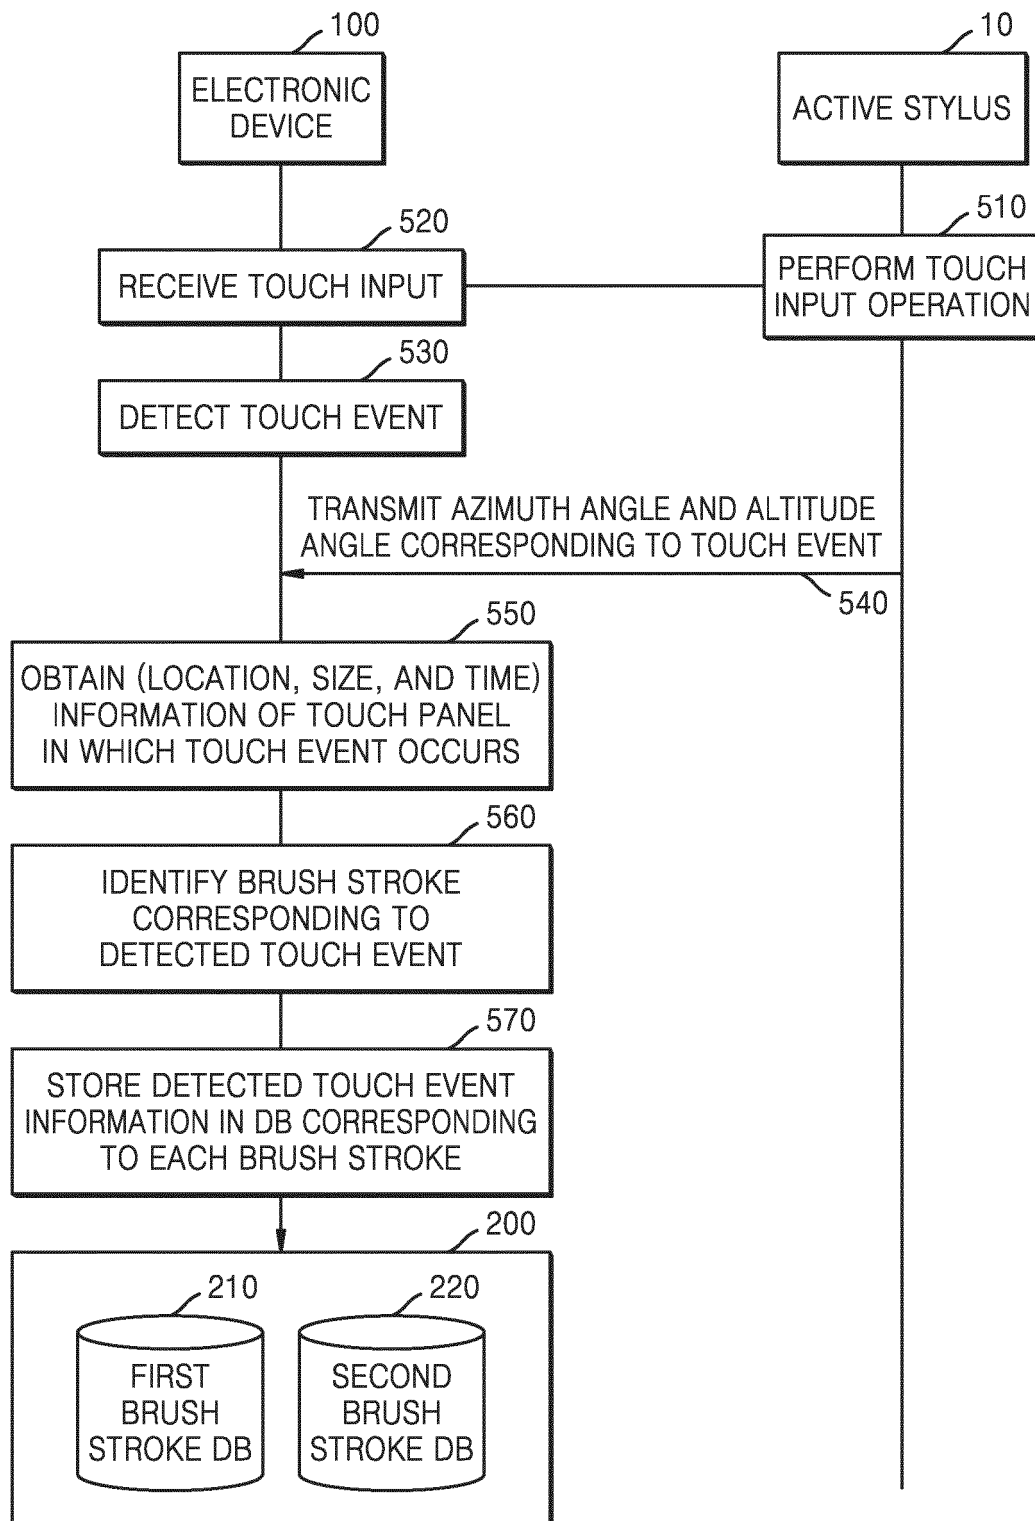 100
ELECTRONIC
DEVICE
10
ACTIVE STYLUS
510
PERFORM TOUCH
INPUT OPERATION
520
RECEIVE TOUCH INPUT
530
DETECT TOUCH EVENT
TRANSMIT AZIMUTH ANGLE AND ALTITUDE
ANGLE CORRESPONDING TO TOUCH EVENT
540
550
OBTAIN (LOCATION, SIZE, AND TIME)
INFORMATION OF TOUCH PANEL
IN WHICH TOUCH EVENT OCCURS
560
IDENTIFY BRUSH STROKE
CORRESPONDING TO
DETECTED TOUCH EVENT
570
STORE DETECTED TOUCH EVENT
INFORMATION IN DB CORRESPONDING
TO EACH BRUSH STROKE
200
210
FIRST
BRUSH
STROKE DB
220
SECOND
BRUSH
STROKE DB